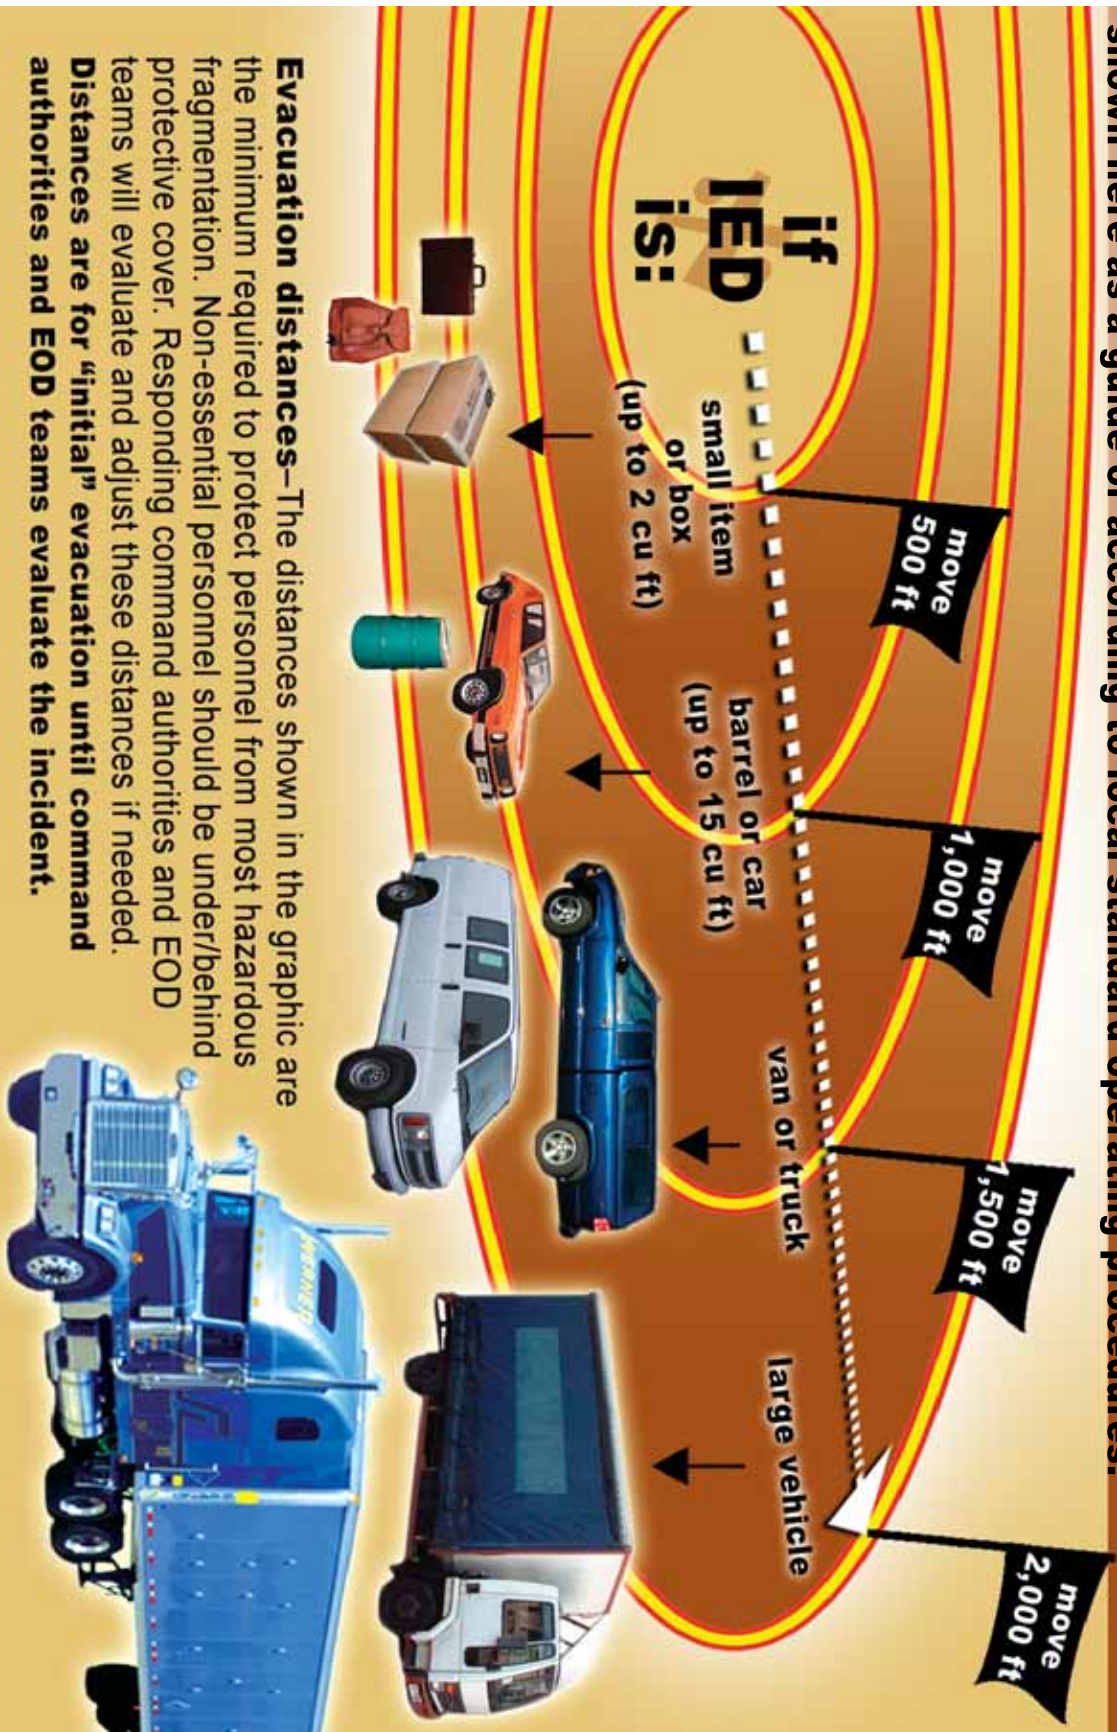 shown here as a guide or according to local standard operating procedures.
if
IED
is:
move
500 ft
move
1,000 ft
move
1,500 ft
move
2,000 ft
small item
or box
(up to 2 cu ft)
barrel or car
(up to 15 cu ft)
van or truck
large vehicle
Evacuation distances–The distances shown in the graphic are
the minimum required to protect personnel from most hazardous
fragmentation. Non-essential personnel should be under/behind
protective cover. Responding command authorities and EOD
teams will evaluate and adjust these distances if needed.
Distances are for “initial” evacuation until command
authorities and EOD teams evaluate the incident.
WERNER